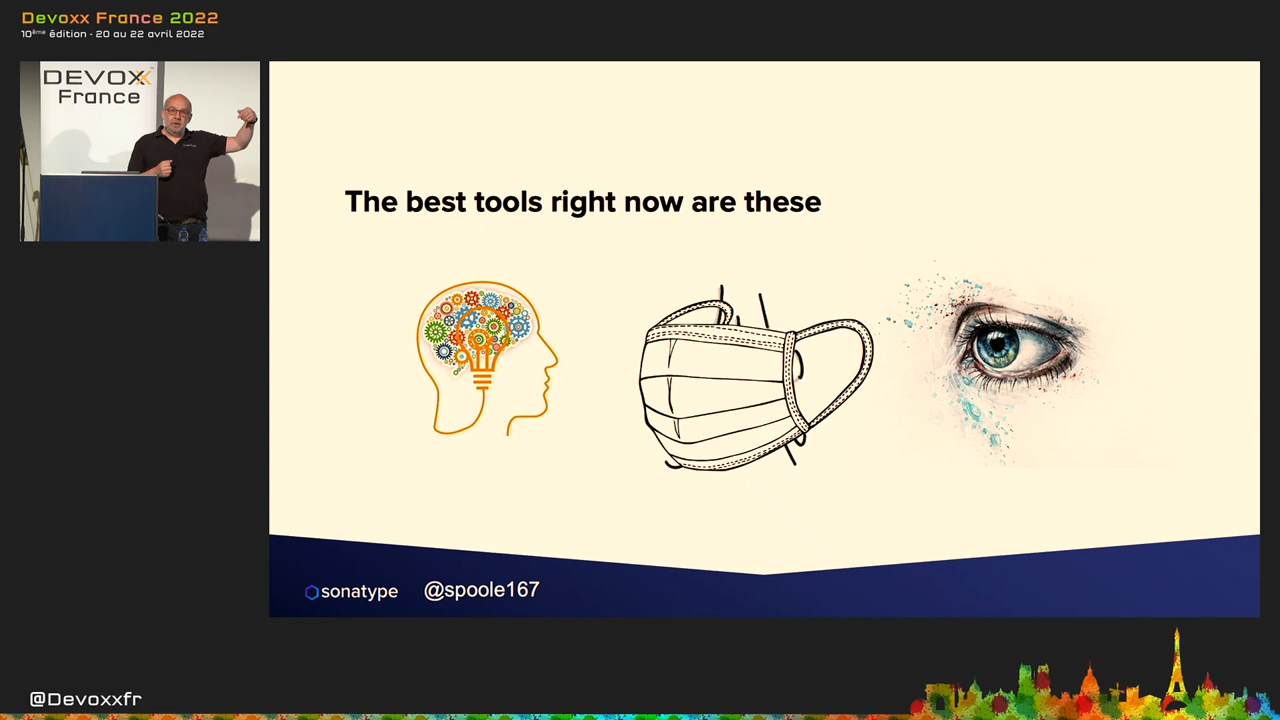 Devoxx France 2022
10ème édition - 20 au 22 avril 2022
DEVOXX
France
The best tools right now are these
sonatype @spoole167
@Devoxxfr